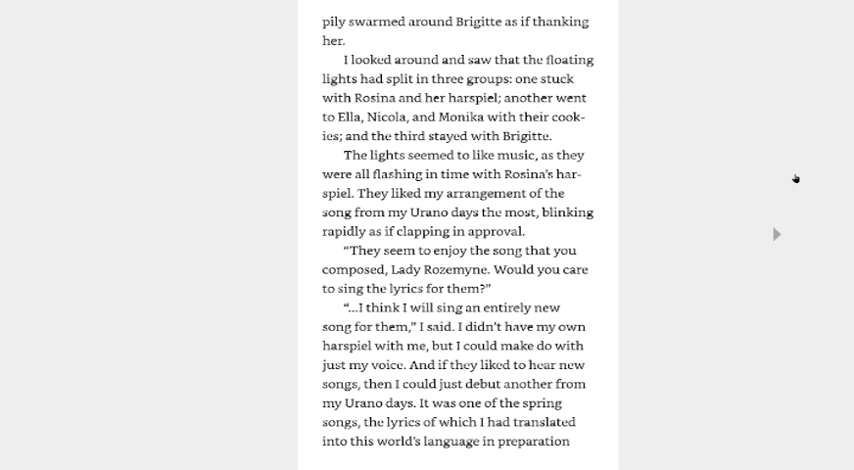 pily swarmed around Brigitte as if thanking
her.
I looked around and saw that the floating
lights had split in three groups: one stuck
with Rosina and her harspiel; another went
to Ella, Nicola, and Monika with their cook-
ies; and the third stayed with Brigitte.
The lights seemed to like music, as they
were all flashing in time with Rosina’s har-
spiel. They liked my arrangement of the
song from my Urano days the most, blinking
rapidly as if clapping in approval.
“They seem to enjoy the song that you
composed, Lady Rozemyne. Would you care
to sing the lyrics for them?”
“...I think I will sing an entirely new
song for them,” I said. I didn’t have my own
harspiel with me, but I could make do with
just my voice. And if they liked to hear new
songs, then I could just debut another from
my Urano days. It was one of the spring
songs, the lyrics of which I had translated
into this world’s language in preparation